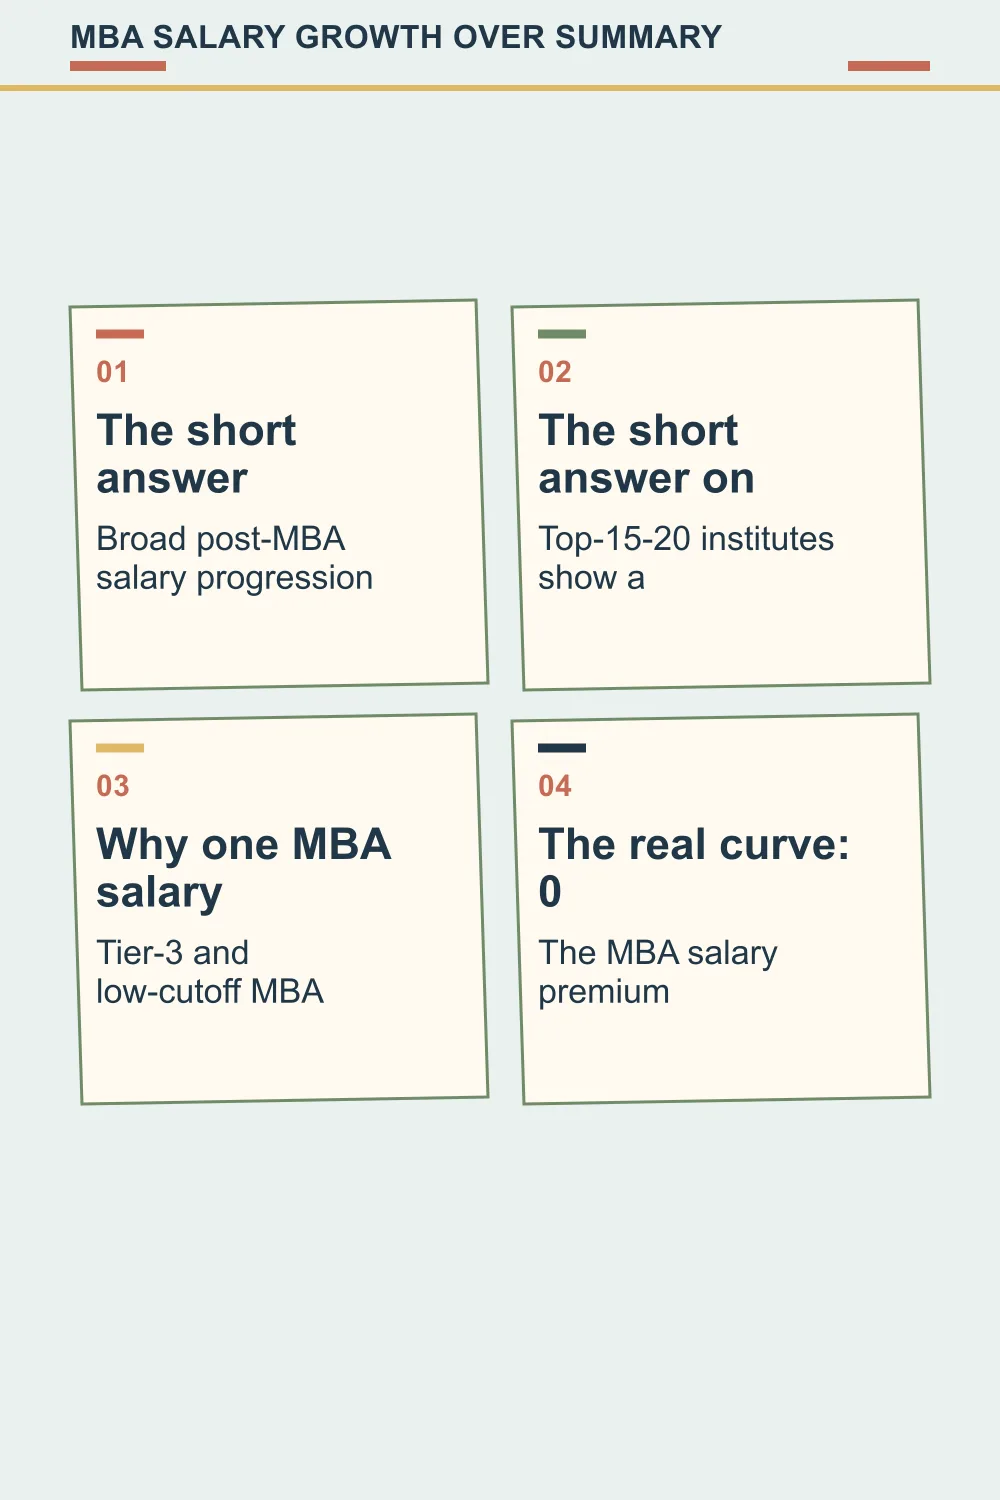 MBA SALARY GROWTH OVER SUMMARY
01
The short
answer
Broad post-MBA
salary progression
02
The short
answer on
Top-15-20 institutes
show a
03
Why one MBA
salary
Tier-3 and
low-cutoff MBA
04
The real curve:
0
The MBA salary
premium